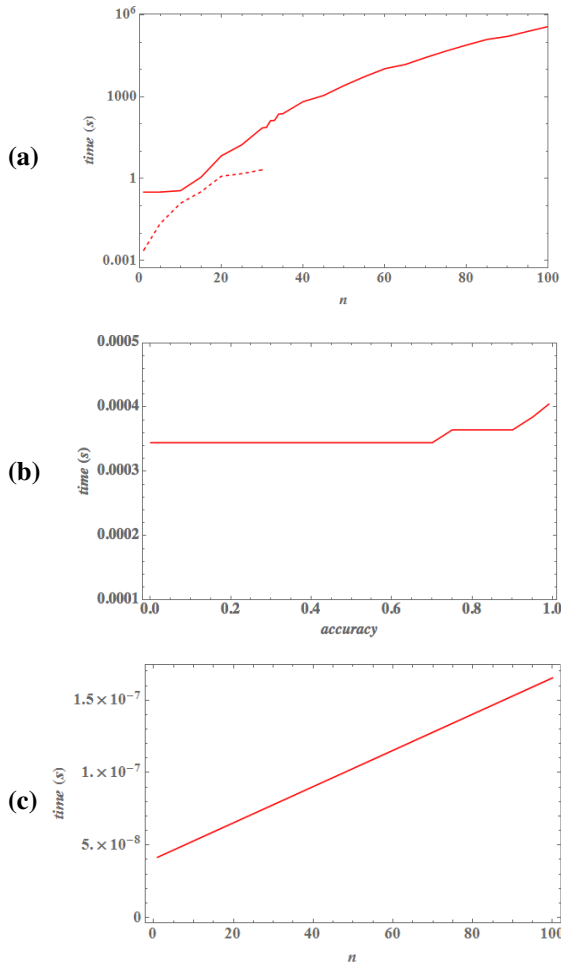 (a)
time (s)
10⁶
1000
1
0.001
0 20 40 60 80 100
n
(b)
time (s)
0.0005
0.0004
0.0003
0.0002
0.0001
0.0 0.2 0.4 0.6 0.8 1.0
accuracy
(c)
time (s)
1.5×10⁻⁷
1.×10⁻⁷
5.×10⁻⁸
0
0 20 40 60 80 100
n